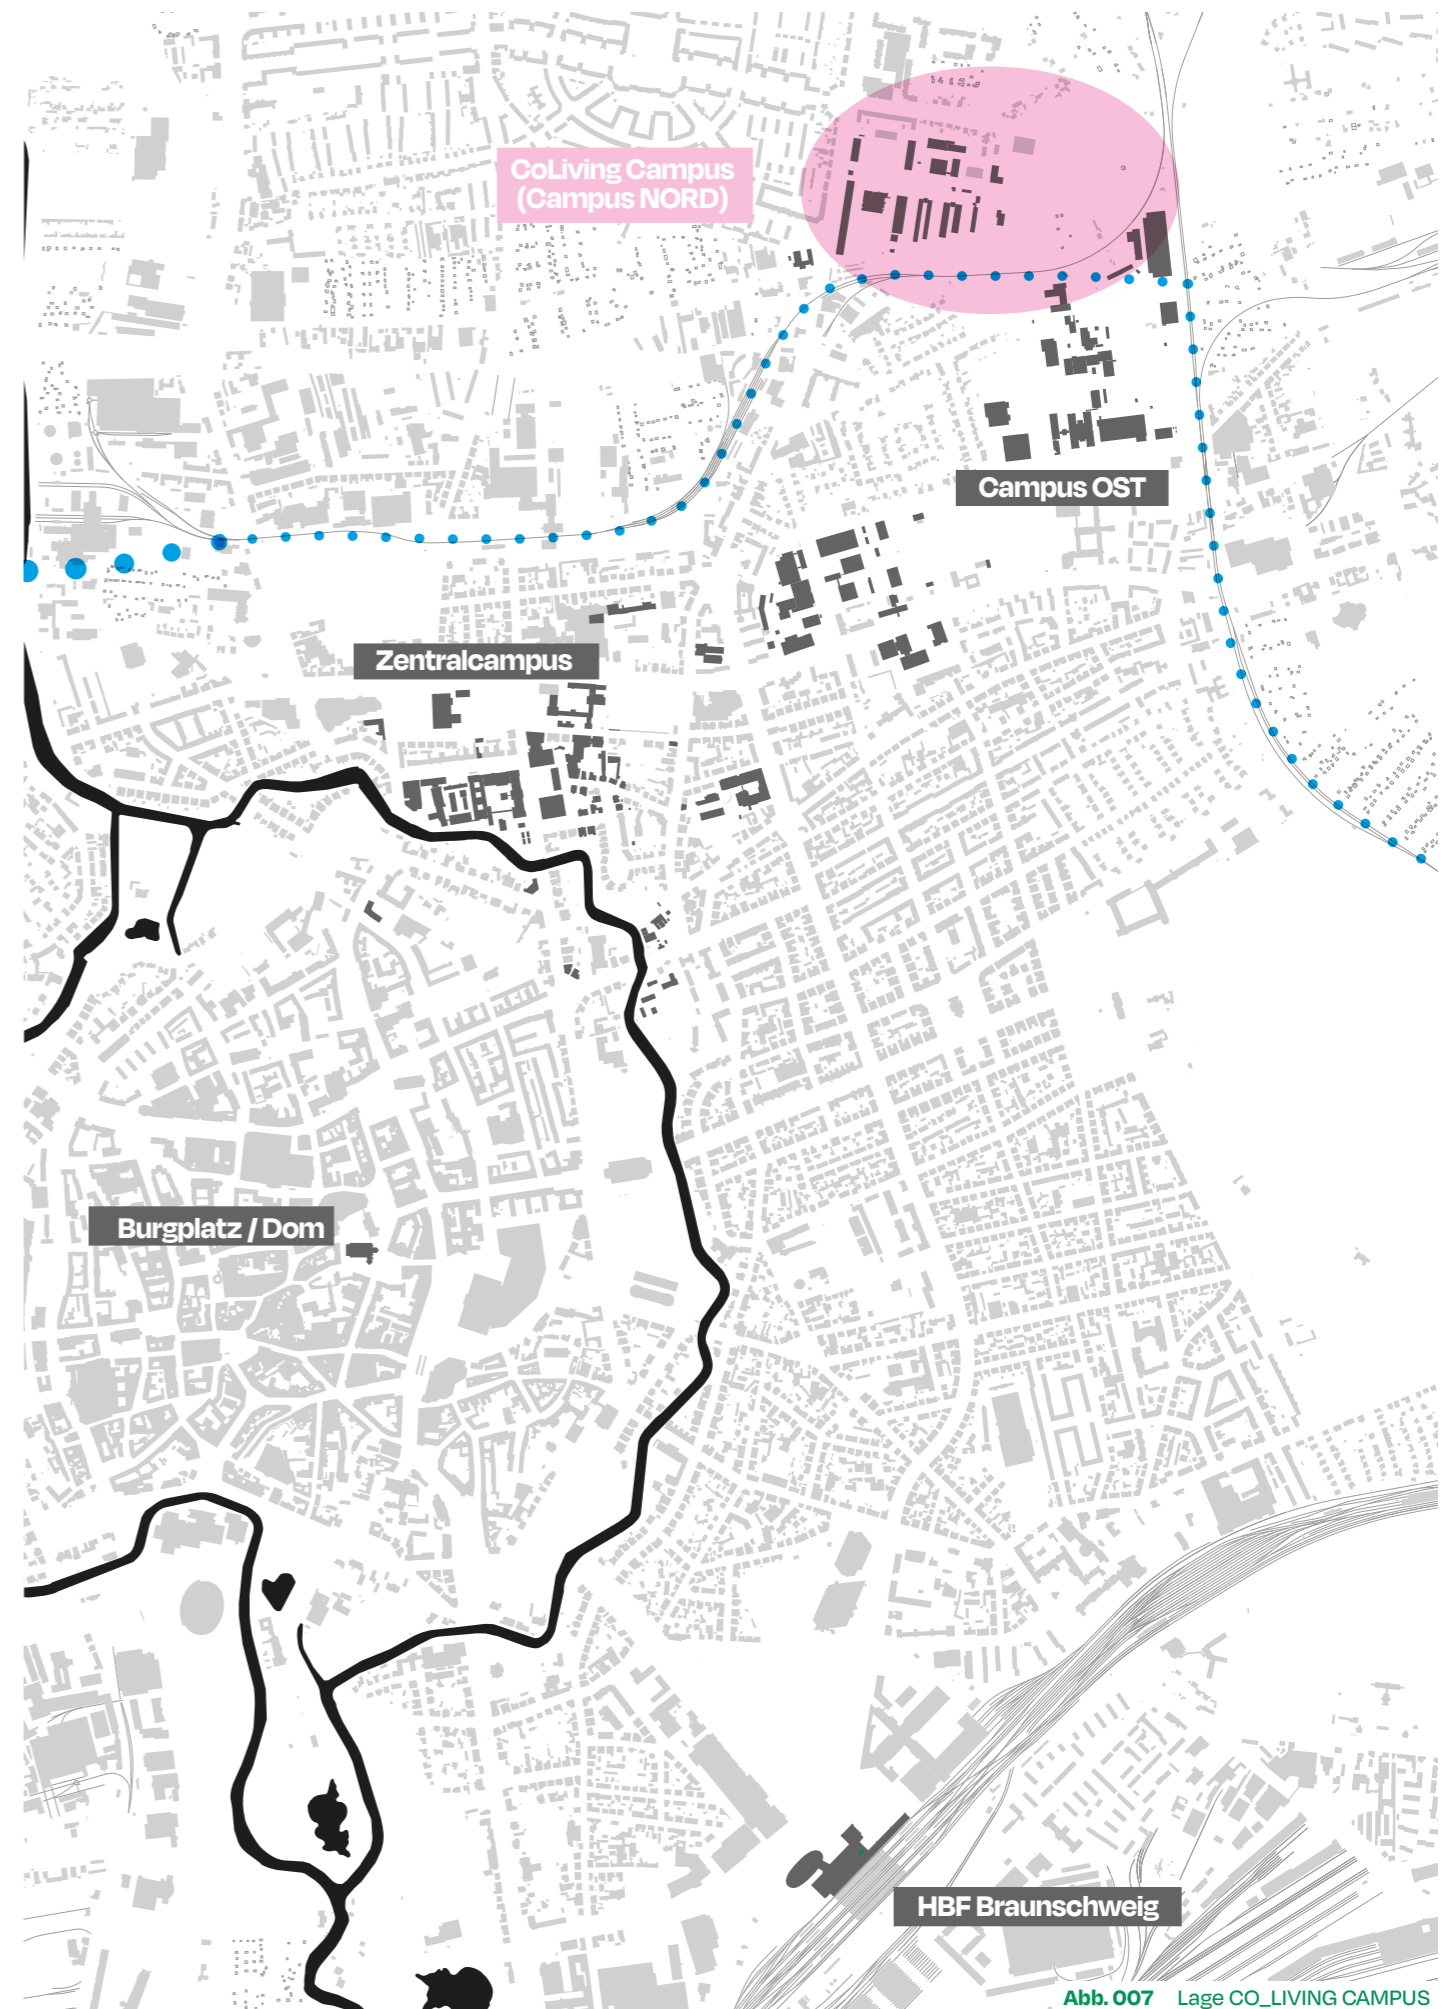 CoLiving Campus
(Campus NORD)
Campus OST
Zentralcampus
Burgplatz / Dom
HBF Braunschweig
Abb. 007 Lage CO_LIVING CAMPUS